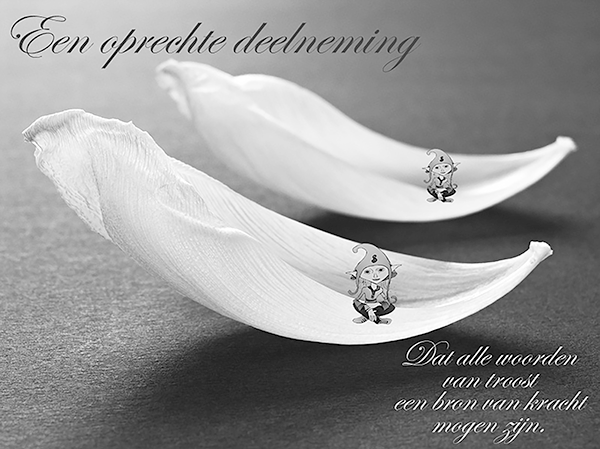 Een oprechte deelneming
S
S
Dat alle woorden
van troost
een bron van kracht
mogen zijn.